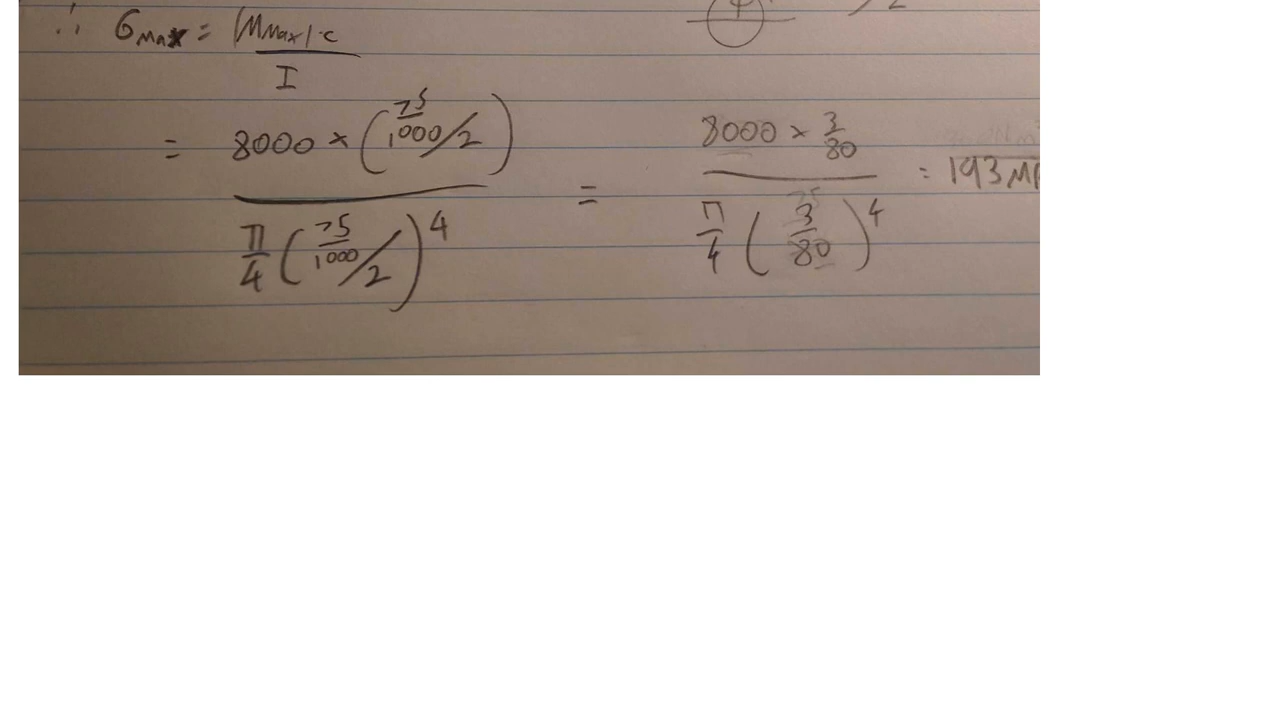 ∴ σMax = |MMax|·c / I
= 8000 × (75/1000/2) / π/4 (75/1000/2)^4 = 8000 × 3/80 / π/4 (3/80)^4 = 193 M